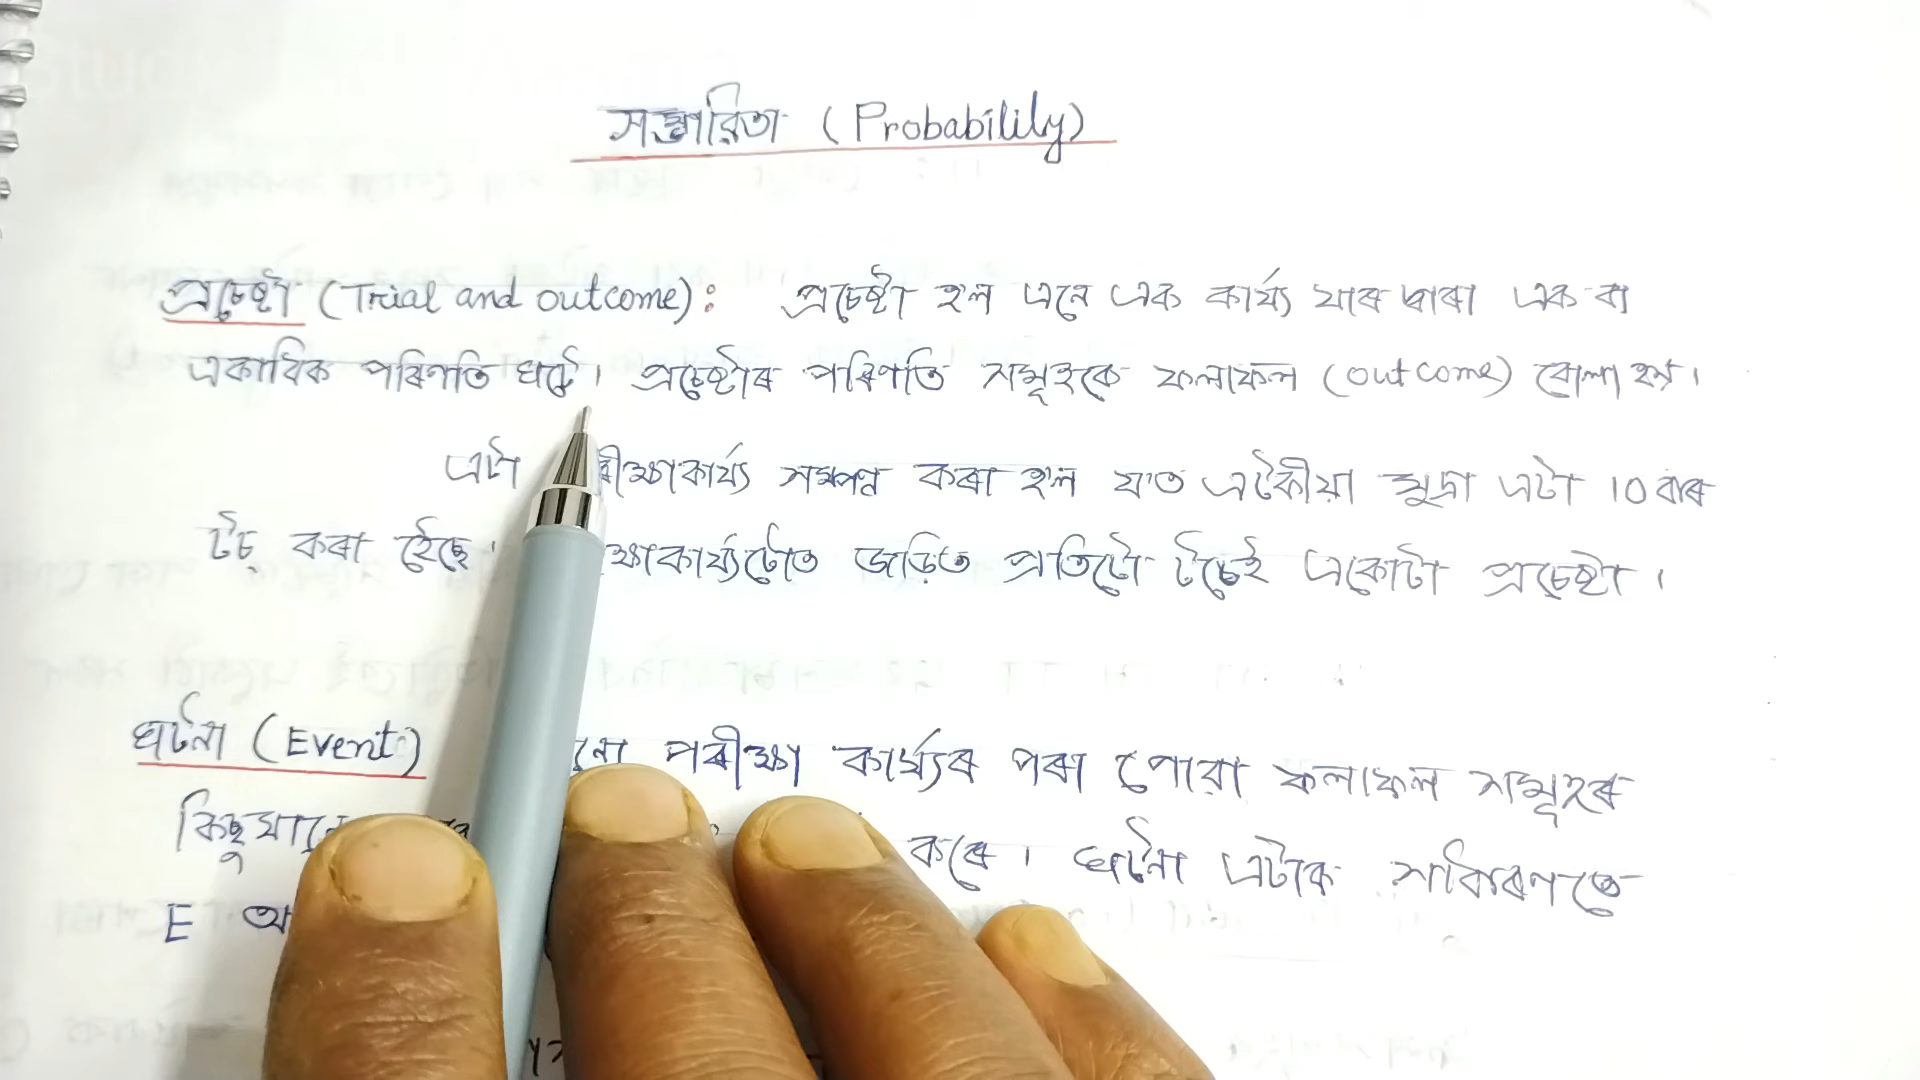 সম্ভাৱিতা (Probability)
প্ৰচেষ্টা (Trial and outcome): প্ৰচেষ্টা হ'ল এনে এক কাৰ্য্য যাৰ দ্বাৰা এক বা
একাধিক পৰিণতি ঘটে। প্ৰচেষ্টাৰ পৰিণতি সমূহকে ফলাফল (outcome) বোলা হয়।
এটা কাৰ্য্য সম্পন্ন কৰা হ'ল য'ত এটকীয়া মুদ্ৰা এটা 10 বাৰ
টচ্ কৰা হৈছে। জড়িত প্ৰতিটো টচেই একোটা প্ৰচেষ্টা।
ঘটনা (Event) পৰীক্ষা কাৰ্য্যৰ পৰা পোৱা ফলাফল সমূহৰ
কিছুমানে কৰে। ঘটনা এটাক সাধাৰণতে
E